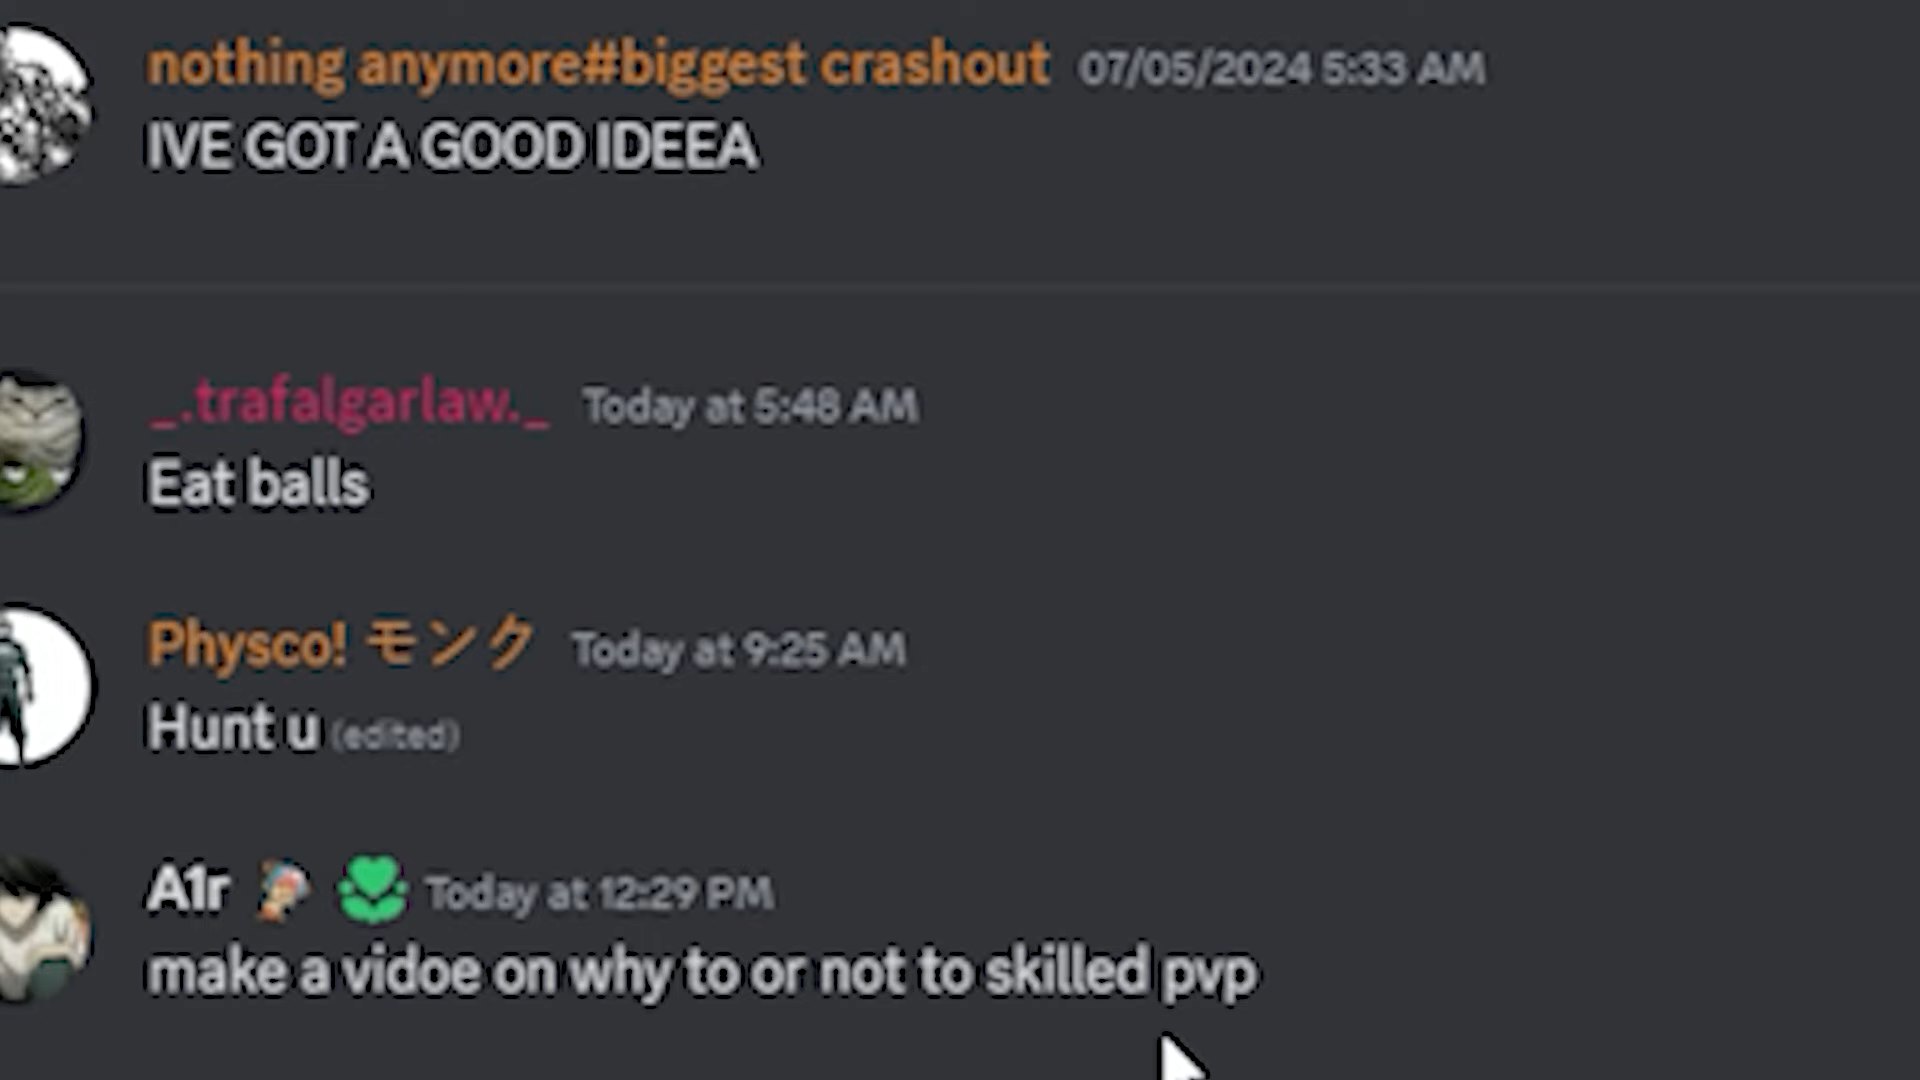 nothing anymore#biggest crashout 07/05/2024 5:33 AM
IVE GOT A GOOD IDEEA
_.trafalgarlaw._ Today at 5:48 AM
Eat balls
Physco! モンク Today at 9:25 AM
Hunt u (edited)
A1r Today at 12:29 PM
make a vidoe on why to or not to skilled pvp